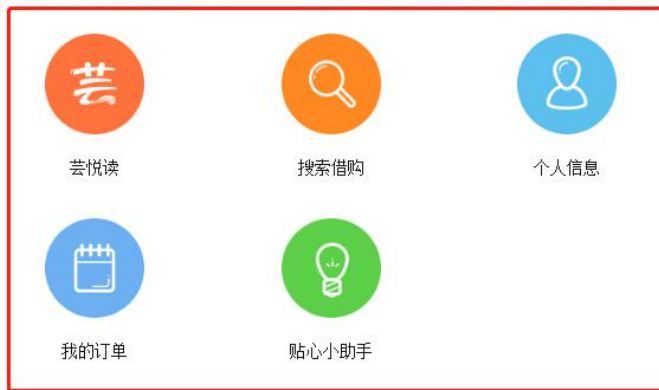 芸
芸悦读
搜索借购
个人信息
我的订单
贴心小助手